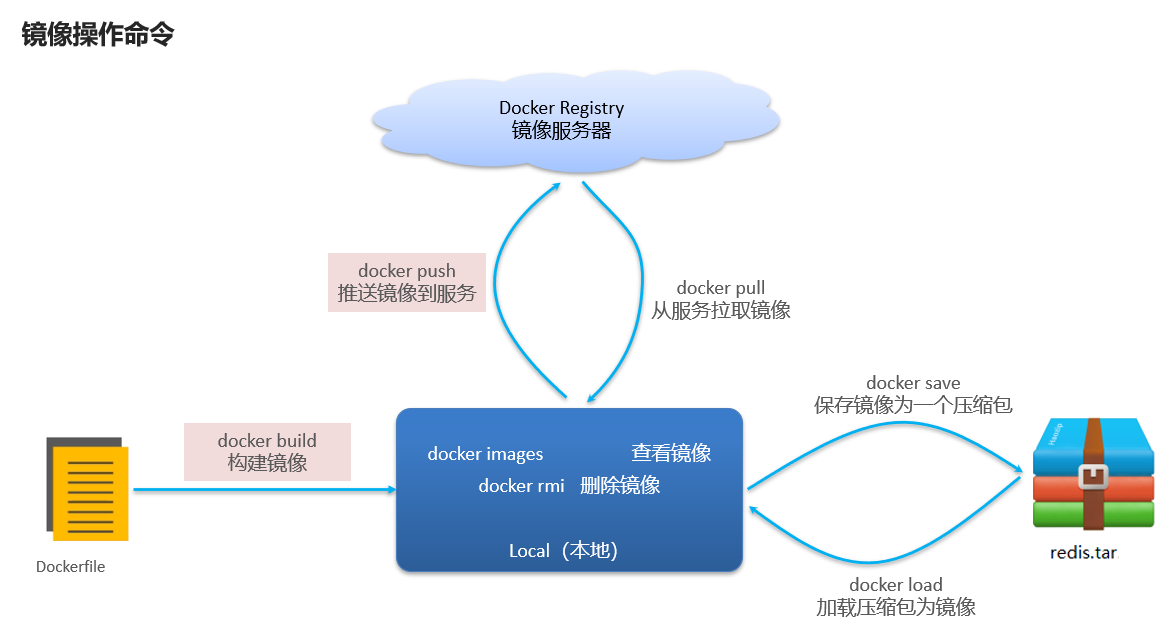 镜像操作命令
Docker Registry
镜像服务器
docker push
推送镜像到服务
docker pull
从服务拉取镜像
docker save
保存镜像为一个压缩包
docker build
构建镜像
docker images 查看镜像
docker rmi 删除镜像
Local（本地）
Haozip
redis.tar
Dockerfile
docker load
加载压缩包为镜像